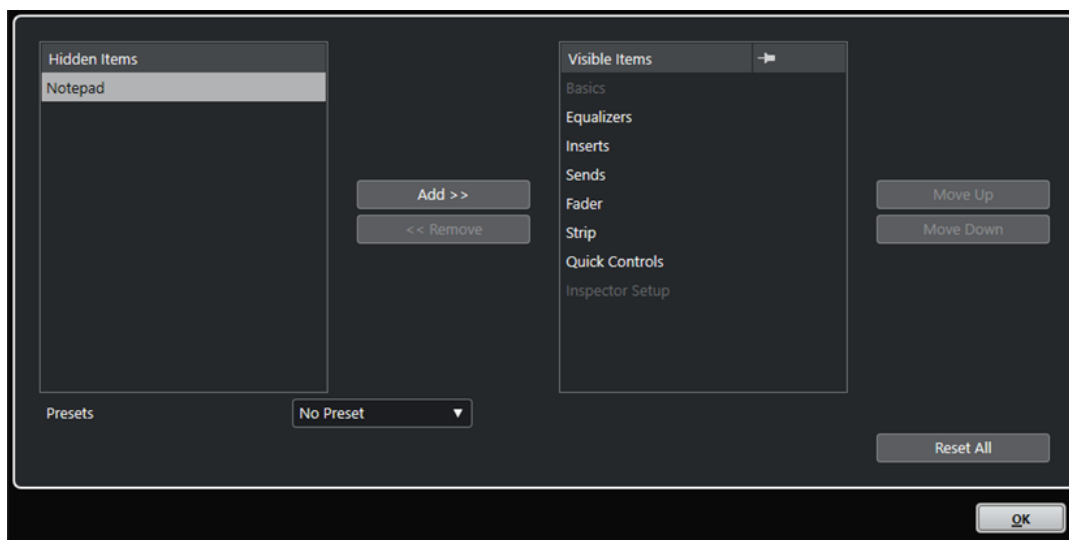 Hidden Items
Notepad
Add >>
<< Remove
Visible Items
Basics
Equalizers
Inserts
Sends
Fader
Strip
Quick Controls
Inspector Setup
Move Up
Move Down
Presets
No Preset
Reset All
OK